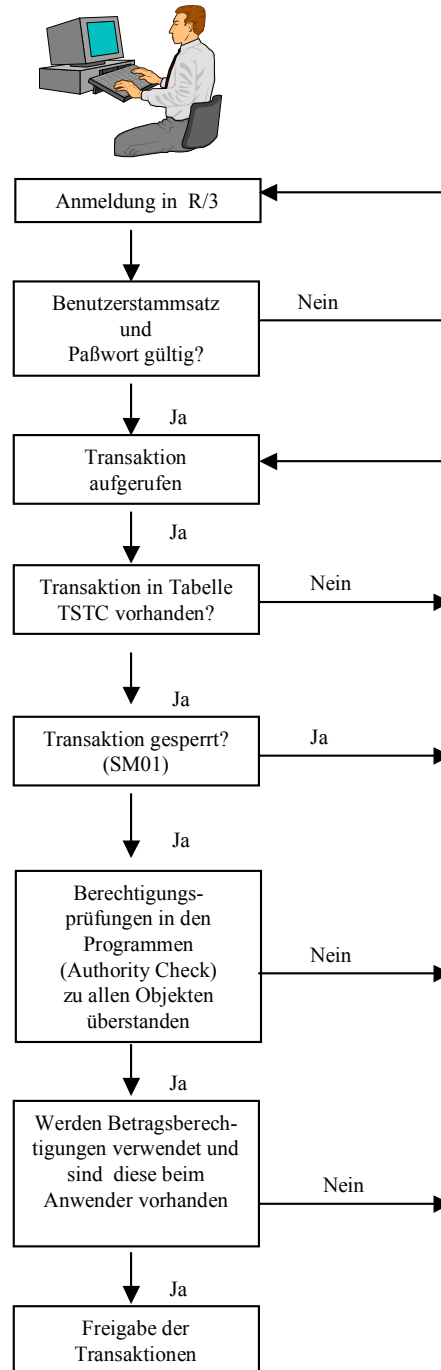 Anmeldung in R/3
Benutzerstammsatz
und
Paßwort gültig?
Nein
Ja
Transaktion
aufgerufen
Ja
Transaktion in Tabelle
TSTC vorhanden?
Nein
Ja
Transaktion gesperrt?
(SM01)
Ja
Ja
Berechtigungs-
prüfungen in den
Programmen
(Authority Check)
zu allen Objekten
überstanden
Nein
Ja
Werden Betragsberech-
tigungen verwendet und
sind diese beim
Anwender vorhanden
Nein
Ja
Freigabe der
Transaktionen